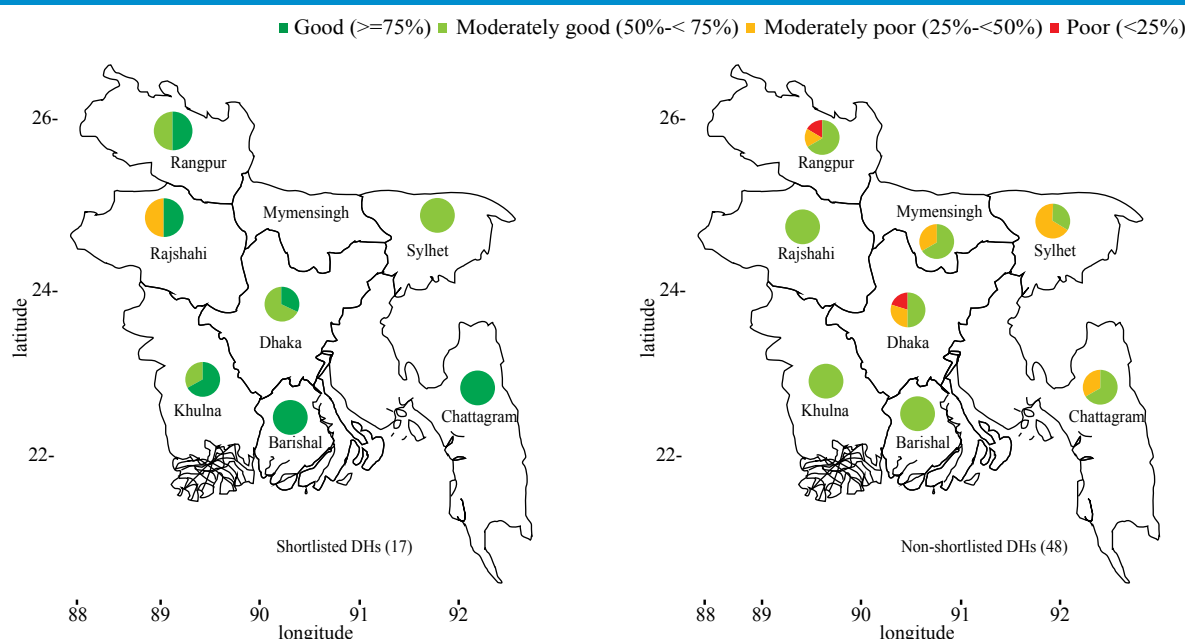 Good (>=75%) Moderately good (50%-< 75%) Moderately poor (25%-<50%) Poor (<25%)
26-
24-
22-
latitude
Rangpur
Rajshahi
Mymensingh
Sylhet
Dhaka
Khulna
Barishal
Chattagram
Shortlisted DHs (17)
88 89 90 91 92
longitude
26-
24-
22-
latitude
Rangpur
Rajshahi
Mymensingh
Sylhet
Dhaka
Khulna
Barishal
Chattagram
Non-shortlisted DHs (48)
88 89 90 91 92
longitude